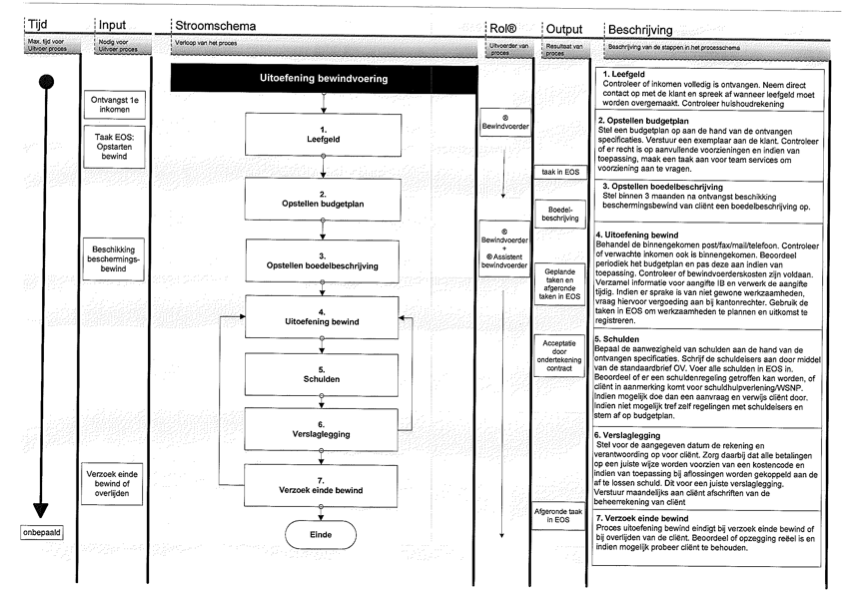 Tijd
Max. tijd voor
Uitvoer proces
onbepaald
Input
Nodig voor
Uitvoer proces
Ontvangst 1e
inkomen
Taak EOS:
Opstarten
bewind
Beschikking
beschermings-
bewind
Verzoek einde
bewind of
overlijden
Stroomschema
Verloop van het proces
Uitoefening bewindvoering
1.
Leefgeld
2.
Opstellen budgetplan
3.
Opstellen boedelbeschrijving
4.
Uitoefening bewind
5.
Schulden
6.
Verslaglegging
7.
Verzoek einde bewind
Einde
Rol®
Uitvoerder van
proces
®
Bewindvoerder
®
Bewindvoerder
+
® Assistent
bewindvoerder
Output
Resultaat van
proces
taak in EOS
Boedel-
beschrijving
Geplande
taken en
afgeronde
taken in EOS
Acceptatie
door
ondertekening
contract
Afgeronde taak
in EOS
Beschrijving
Beschrijving van de stappen in het processchema
1. Leefgeld
Controleer of inkomen volledig is ontvangen. Neem direct
contact op met de klant en spreek af wanneer leefgeld moet
worden overgemaakt. Controleer huishoudrekening
2. Opstellen budgetplan
Stel een budgetplan op aan de hand van de ontvangen
specificaties. Verstuur een exemplaar aan de klant. Controleer
of er recht is op aanvullende voorzieningen en indien van
toepassing, maak een taak aan voor team services om
voorziening aan te vragen.
3. Opstellen boedelbeschrijving
Stel binnen 3 maanden na ontvangst beschikking
beschermingsbewind van cliënt een boedelbeschrijving op.
4. Uitoefening bewind
Behandel de binnengekomen post/fax/mail/telefoon. Controleer
of verwachte inkomen ook is binnengekomen. Beoordeel
periodiek het budgetplan en pas deze aan indien van
toepassing. Controleer of bewindvoerderskosten zijn voldaan.
Verzamel informatie voor aangifte IB en verwerk de aangifte
tijdig. Indien er sprake is van niet gewone werkzaamheden,
vraag hiervoor vergoeding aan bij kantonrechter. Gebruik de
taken in EOS om werkzaamheden te plannen en uitkomst te
registreren.
5. Schulden
Bepaal de aanwezigheid van schulden aan de hand van de
ontvangen specificaties. Schrijf de schuldeisers aan door middel
van de standaardbrief OV. Voer alle schulden in EOS in.
Beoordeel of er een schuldenregeling getroffen kan worden, of
cliënt in aanmerking komt voor schuldhulpverlening/WSNP.
Indien mogelijk doe dan een aanvraag en verwijs cliënt door.
Indien niet mogelijk tref zelf regelingen met schuldeisers en
stem af op budgetplan.
6. Verslaglegging
Stel voor de aangegeven datum de rekening en
verantwoording op voor cliënt. Zorg daarbij dat alle betalingen
op een juiste wijze worden voorzien van een kostencode en
indien van toepassing bij aflossingen worden gekoppeld aan de
af te lossen schuld. Dit voor een juiste verslaglegging.
Verstuur maandelijks aan cliënt afschriften van de
beheerrekening van cliënt
7. Verzoek einde bewind
Proces uitoefening bewind eindigt bij verzoek einde bewind of
bij overlijden van de cliënt. Beoordeel of opzegging reëel is en
indien mogelijk probeer cliënt te behouden.